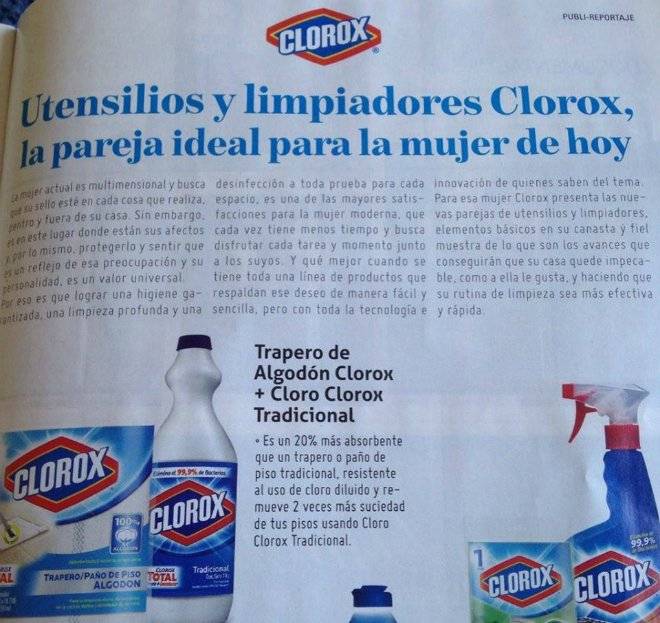 PUBLI-REPORTAJE
CLOROX
Utensilios y limpiadores Clorox,
la pareja ideal para la mujer de hoy
La mujer actual es multimensional y busca
que su sello esté en cada cosa que realiza,
dentro y fuera de su casa. Sin embargo,
es en este lugar donde están sus afectos
y, por lo mismo, protegerlo y sentir que
es un reflejo de esa preocupación y su
personalidad, es un valor universal.
Por eso es que lograr una higiene ga-
rantizada, una limpieza profunda y una
desinfección a toda prueba para cada
espacio, es una de las mayores satis-
facciones para la mujer moderna, que
cada vez tiene menos tiempo y busca
disfrutar cada tarea y momento junto
a los suyos. Y qué mejor cuando se
tiene toda una línea de productos que
respaldan ese deseo de manera fácil y
sencilla, pero con toda la tecnología e
innovación de quienes saben del tema.
Para esa mujer Clorox presenta las nue-
vas parejas de utensilios y limpiadores,
elementos básicos en su canasta y fiel
muestra de lo que son los avances que
conseguirán que su casa quede impeca-
ble, como a ella le gusta, y haciendo que
su rutina de limpieza sea más efectiva
y rápida.
Trapero de
Algodón Clorox
+ Cloro Clorox
Tradicional
• Es un 20% más absorbente
que un trapero o paño de
piso tradicional, resistente
al uso de cloro diluido y re-
mueve 2 veces más suciedad
de tus pisos usando Cloro
Clorox Tradicional.
CLOROX
100%
ALGODÓN
TRAPERO/PAÑO DE PISO
ALGODON
Elimina el 99,9% de Bacterias
CLOROX
Tradicional
CLOROX
TOTAL
1
CLOROX
Elimina el
99.9%
de Bacterias
CLOROX